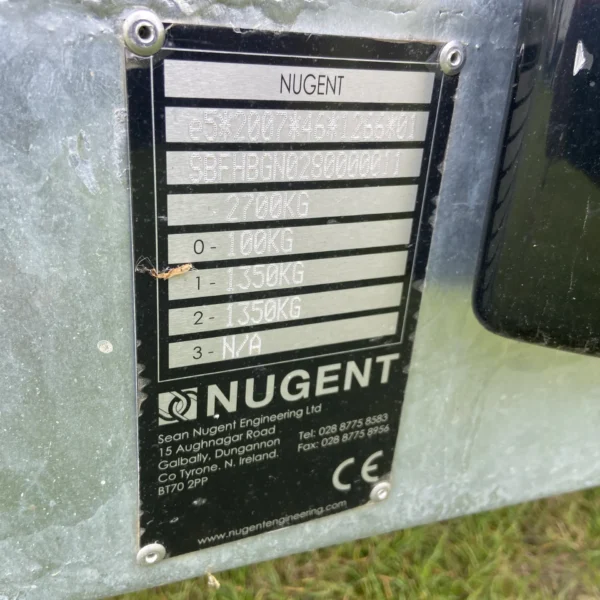 NUGENT
e5*2007*46*1266*01
SBFHBGN0280000011
2700KG
0 - 100KG
1 - 1350KG
2 - 1350KG
3 - N/A
NUGENT
Sean Nugent Engineering Ltd
15 Aughnagar Road
Galbally, Dungannon
Co Tyrone. N. Ireland.
BT70 2PP
Tel: 028 8775 8583
Fax: 028 8775 8956
CE
www.nugentengineering.com